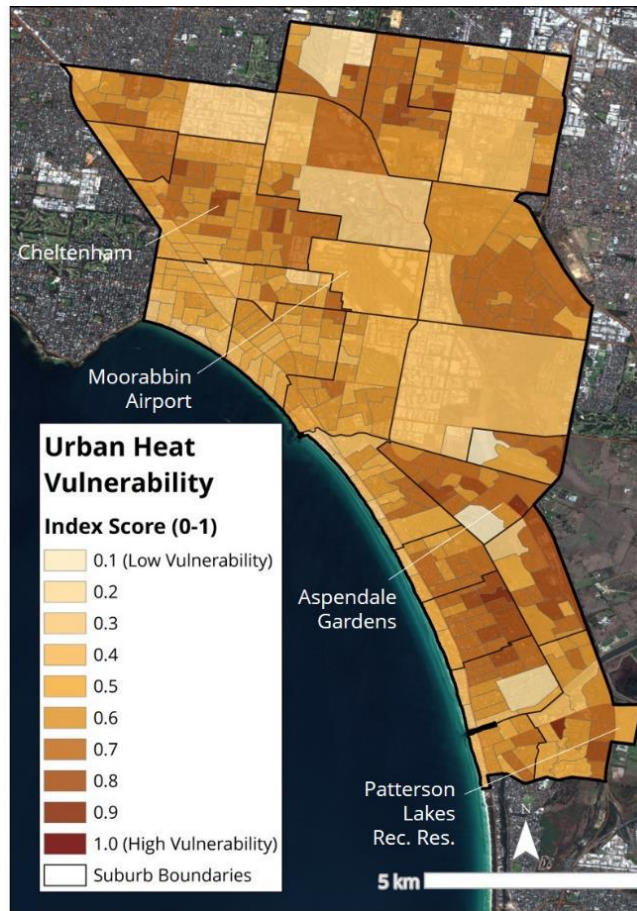 Cheltenham
Moorabbin
Airport
Urban Heat
Vulnerability
Index Score (0-1)
0.1 (Low Vulnerability)
0.2
0.3
0.4
0.5
0.6
0.7
0.8
0.9
1.0 (High Vulnerability)
Suburb Boundaries
Aspendale
Gardens
Patterson
Lakes
Rec. Res.
N
5 km